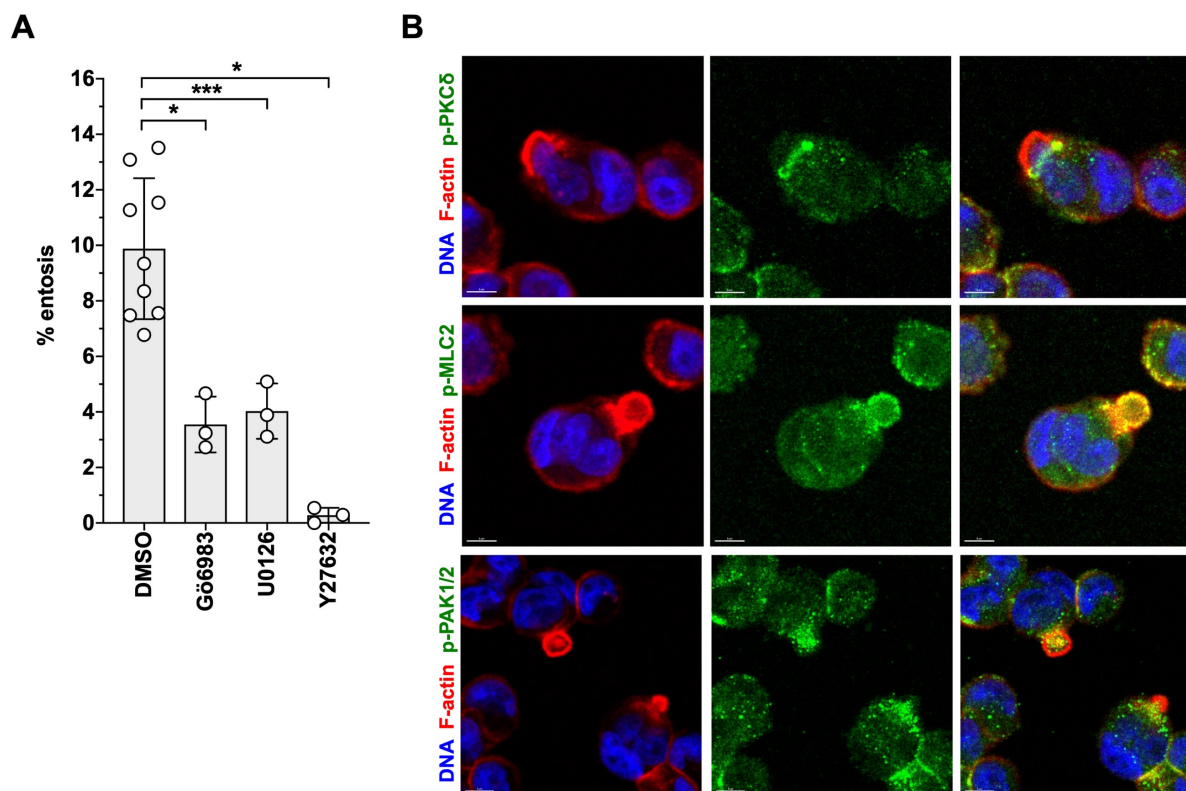 A
B
*
***
*
16
14
12
10
8
6
4
2
0
% entosis
DMSO
Gö6983
U0126
Y27632
DNA F-actin p-PKCδ
DNA F-actin p-MLC2
DNA F-actin p-PAK1/2